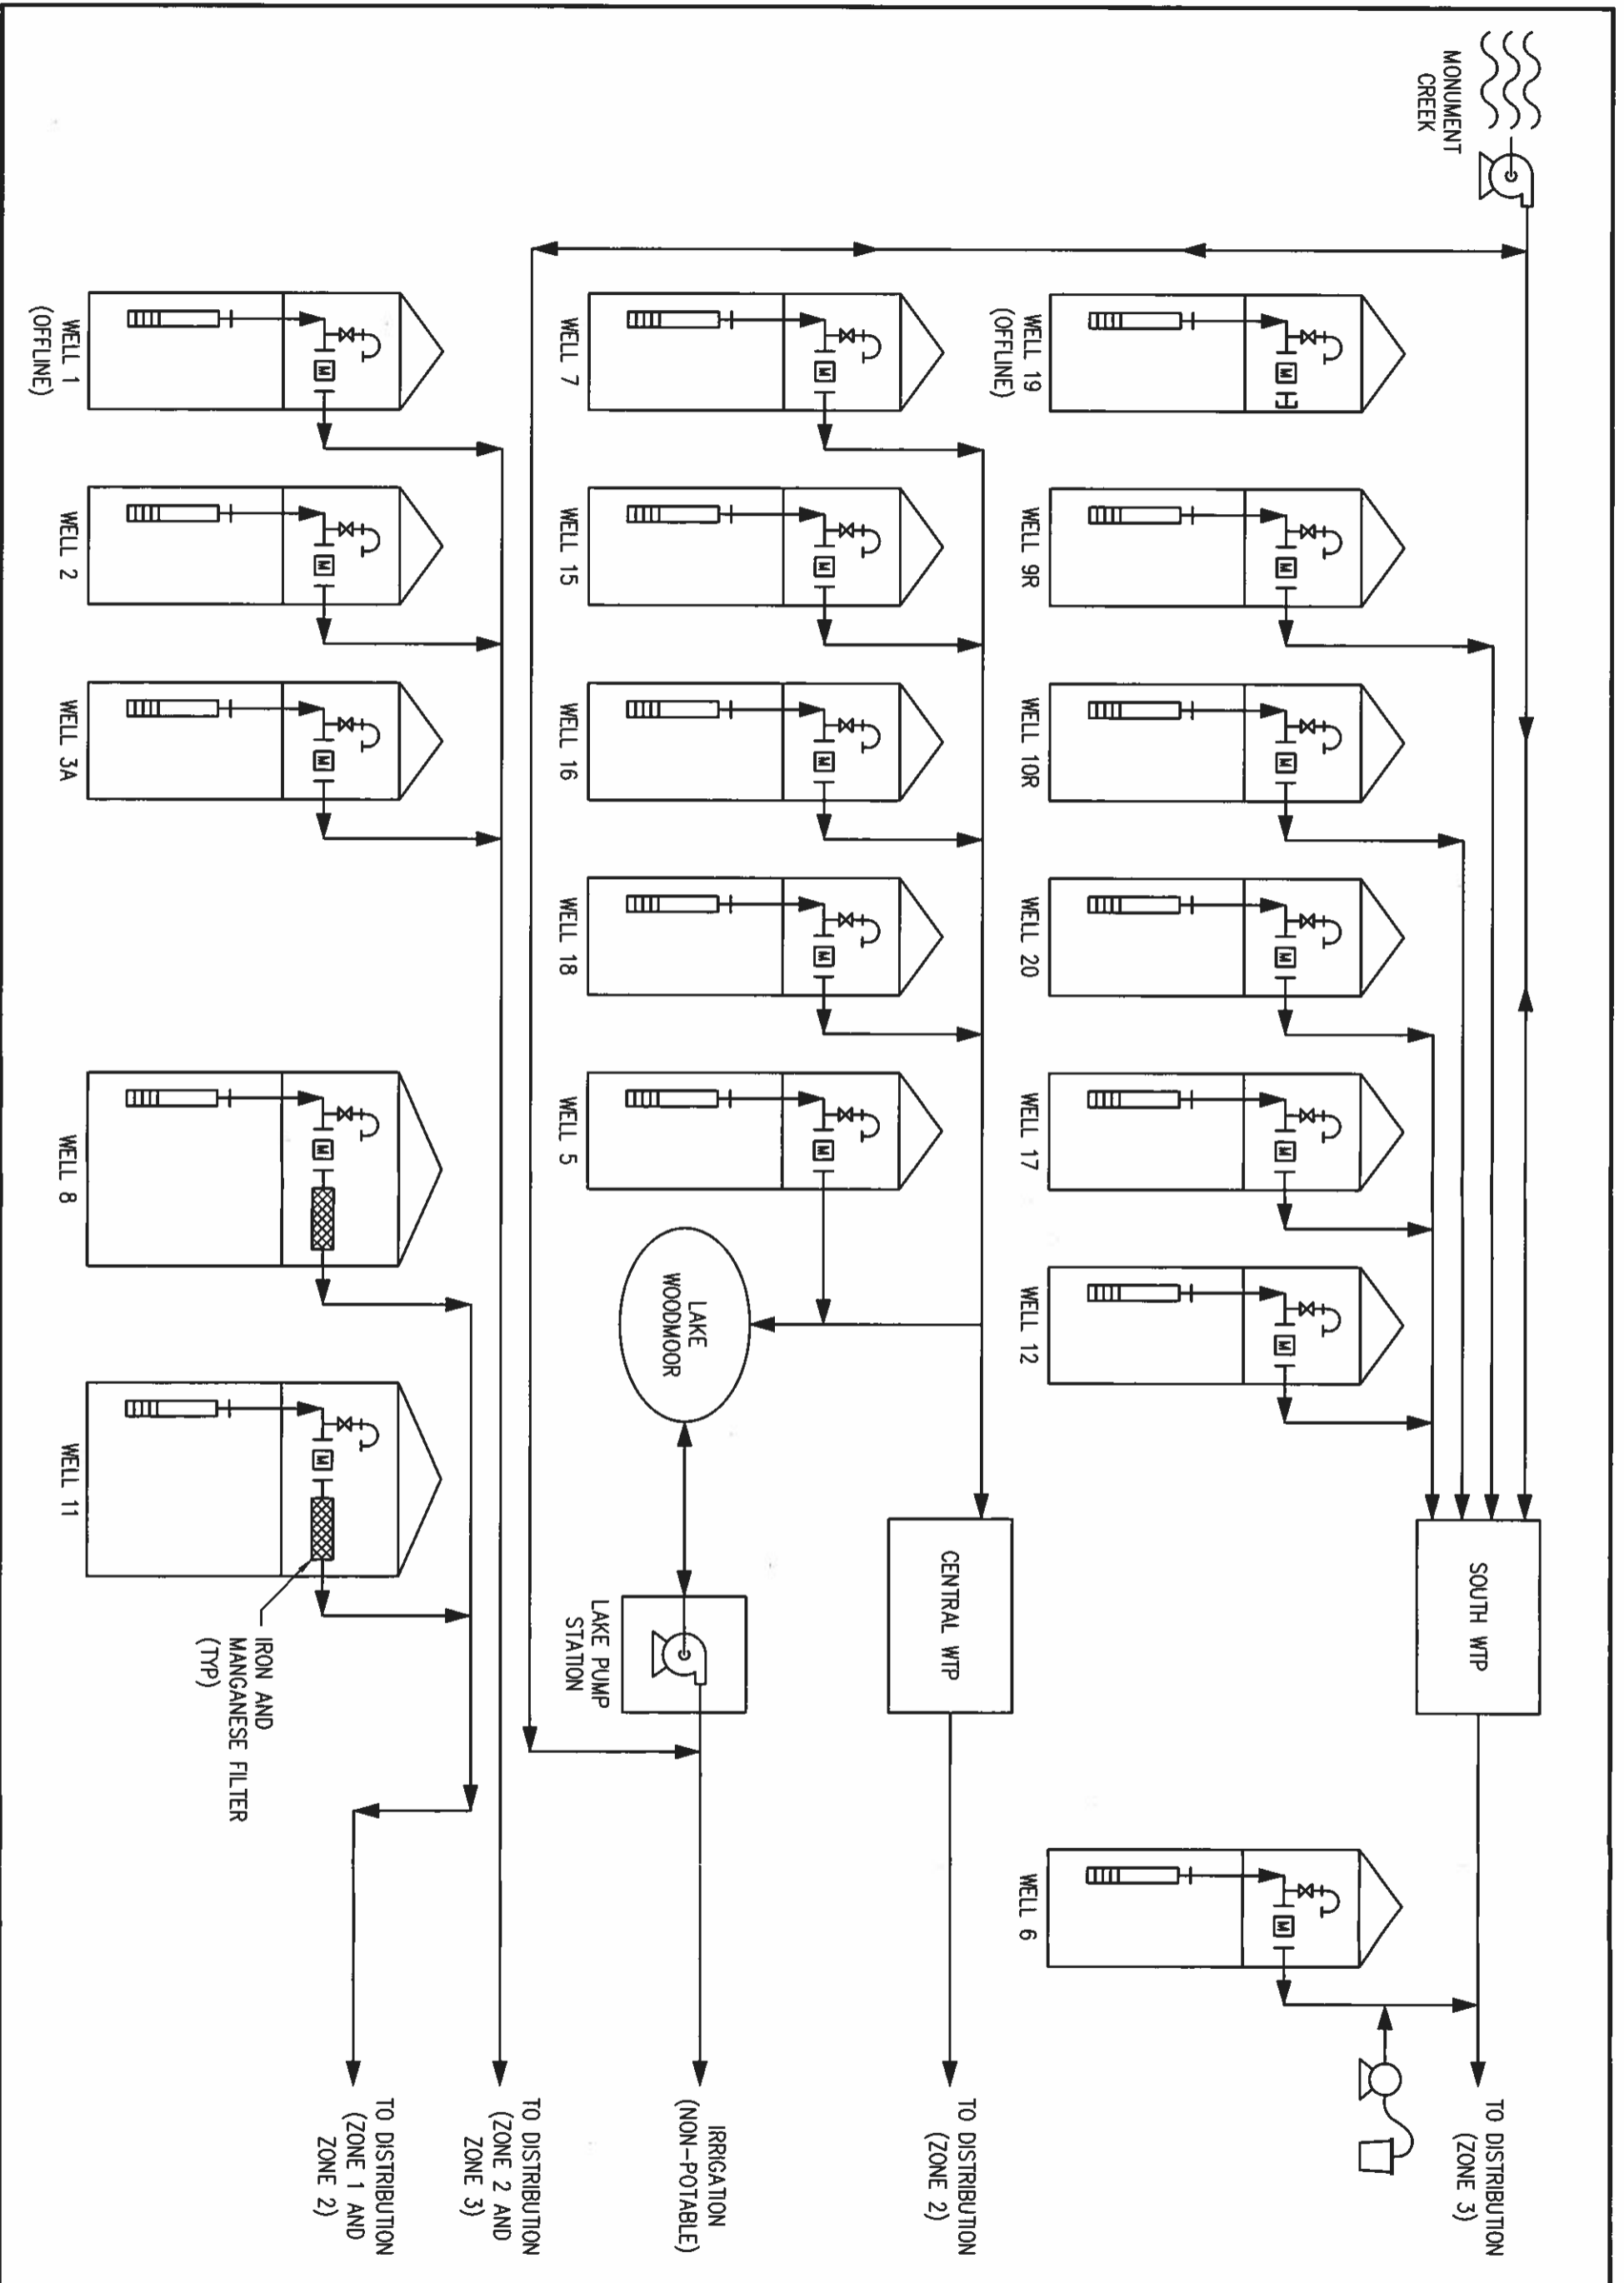 MONUMENT
CREEK
WELL 19
(OFFLINE)
M
WELL 9R
M
WELL 10R
M
WELL 20
M
WELL 17
M
WELL 12
M
SOUTH WTP
WELL 6
M
TO DISTRIBUTION
(ZONE 3)
WELL 7
M
WELL 15
M
WELL 16
M
WELL 18
M
WELL 5
M
LAKE
WOODMOOR
CENTRAL WTP
TO DISTRIBUTION
(ZONE 2)
LAKE PUMP
STATION
IRRIGATION
(NON-POTABLE)
WELL 1
(OFFLINE)
M
WELL 2
M
WELL 3A
M
WELL 8
M
WELL 11
M
IRON AND
MANGANESE FILTER
(TYP)
TO DISTRIBUTION
(ZONE 2 AND
ZONE 3)
TO DISTRIBUTION
(ZONE 1 AND
ZONE 2)